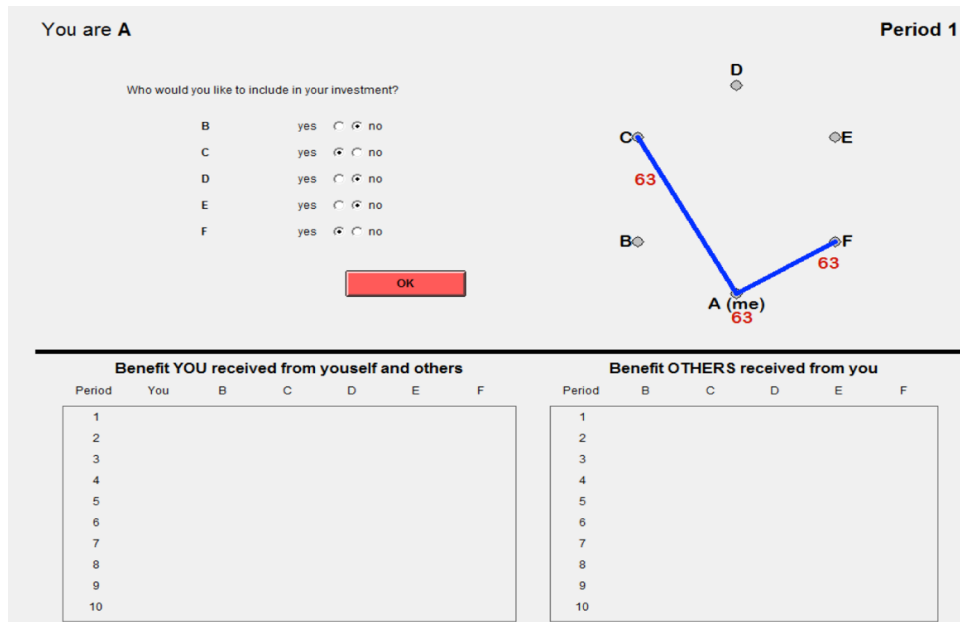 You are A
Period 1
Who would you like to include in your investment?
B yes no
C yes no
D yes no
E yes no
F yes no
OK
D
C
E
63
B
F
63
A (me)
63
Benefit YOU received from youself and others
Period You B C D E F
1
2
3
4
5
6
7
8
9
10
Benefit OTHERS received from you
Period B C D E F
1
2
3
4
5
6
7
8
9
10